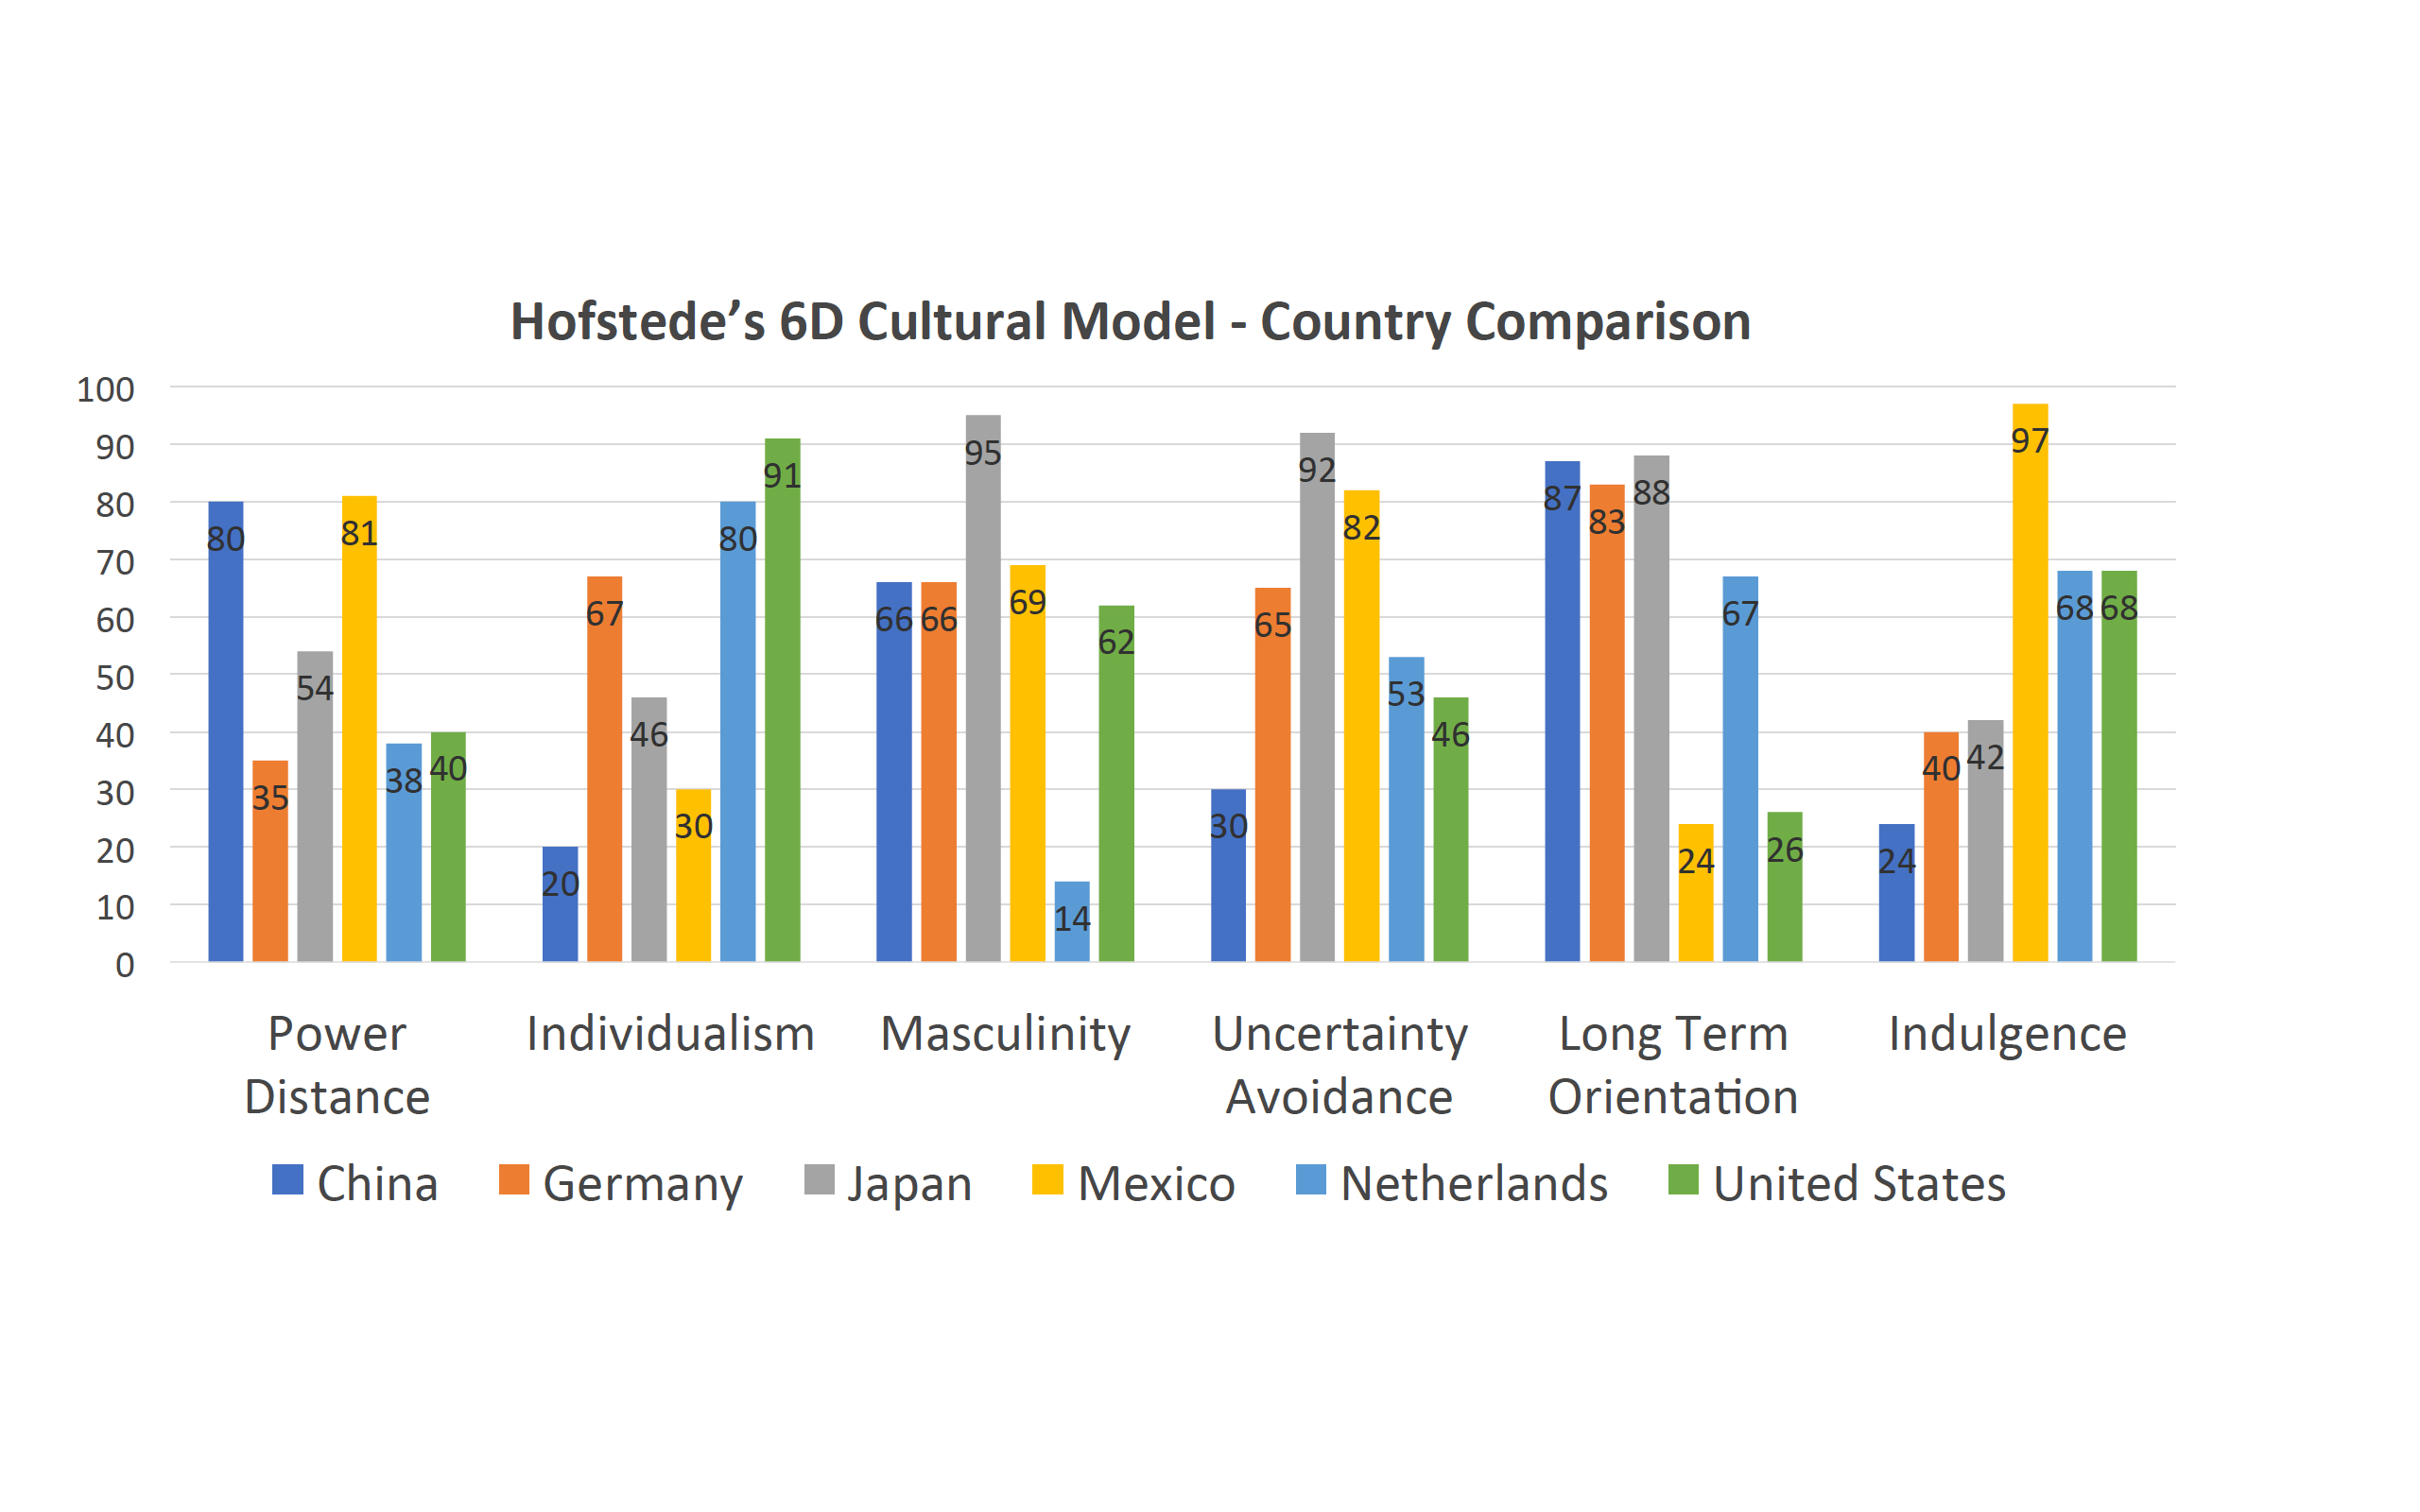 Hofstede’s 6D Cultural Model - Country Comparison
100
90
80
70
60
50
40
30
20
10
0
80 35 54 81 38 40
20 67 46 30 80 91
66 66 95 69 14 62
30 65 92 82 53 46
87 83 88 24 67 26
24 40 42 97 68 68
Power
Distance
Individualism
Masculinity
Uncertainty
Avoidance
Long Term
Orientation
Indulgence
China Germany Japan Mexico Netherlands United States